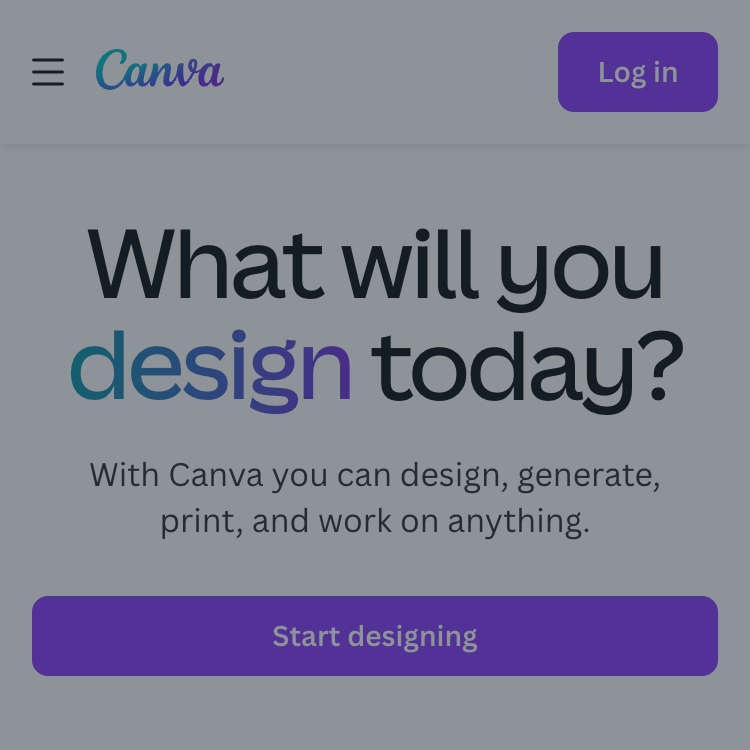 Canva
Log in
What will you
design today?
With Canva you can design, generate,
print, and work on anything.
Start designing